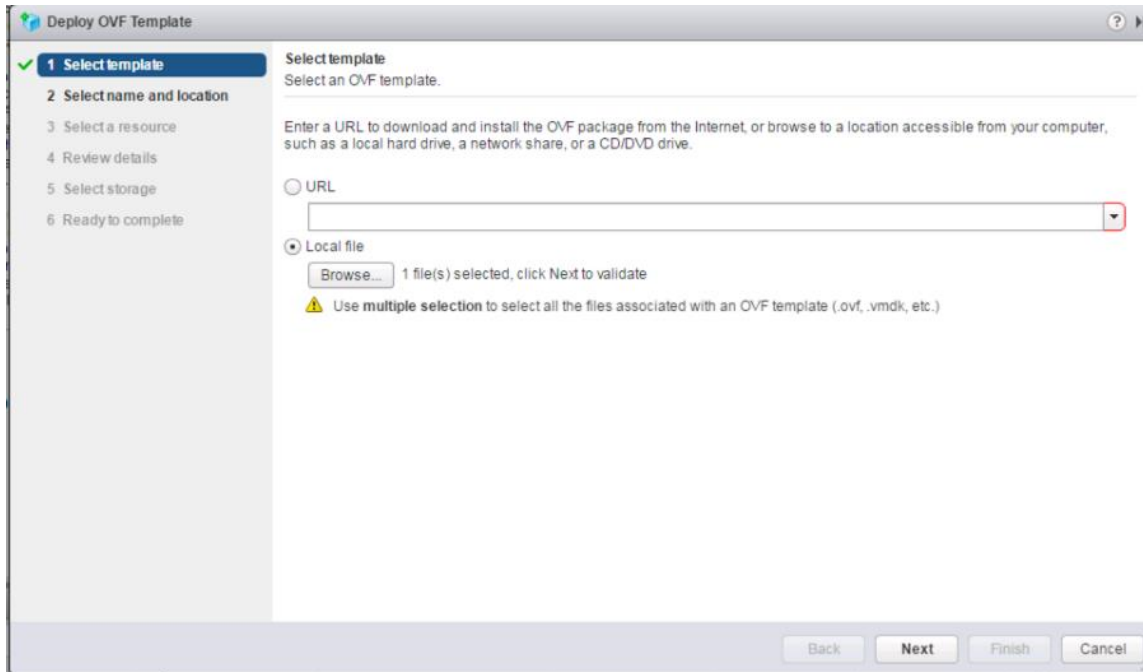 Deploy OVF Template
?
1 Select template
2 Select name and location
3 Select a resource
4 Review details
5 Select storage
6 Ready to complete
Select template
Select an OVF template.
Enter a URL to download and install the OVF package from the Internet, or browse to a location accessible from your computer,
such as a local hard drive, a network share, or a CD/DVD drive.
URL
Local file
Browse... 1 file(s) selected, click Next to validate
Use multiple selection to select all the files associated with an OVF template (.ovf, .vmdk, etc.)
Back Next Finish Cancel